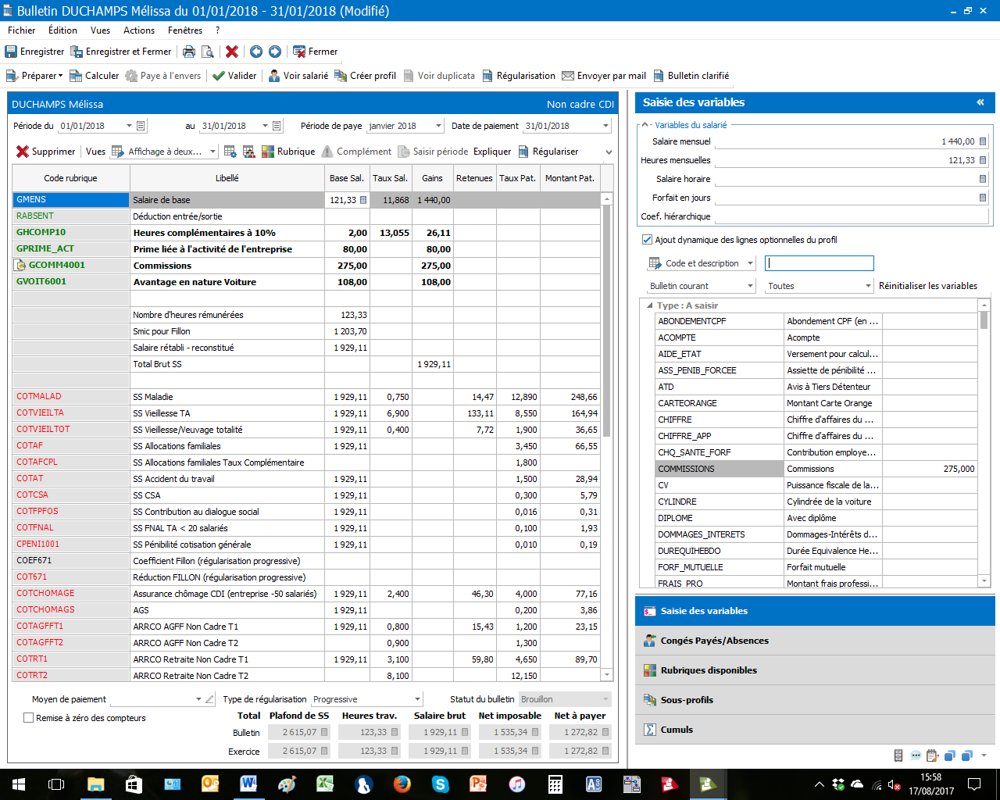 Bulletin DUCHAMPS Mélissa du 01/01/2018 - 31/01/2018 (Modifié)
Fichier Édition Vues Actions Fenêtres ?
Enregistrer Enregistrer et Fermer Fermer
Préparer Calculer Paye à l'envers Valider Voir salarié Créer profil Voir duplicata Régularisation Envoyer par mail Bulletin clarifié
DUCHAMPS Mélissa Non cadre CDI
Période du 01/01/2018 au 31/01/2018 Période de paye janvier 2018 Date de paiement 31/01/2018
Supprimer Vues Affichage à deux... Rubrique Complément Saisir période Expliquer Régulariser
Code rubrique Libellé Base Sal. Taux Sal. Gains Retenues Taux Pat. Montant Pat.
GMENS Salaire de base 121,33 11,868 1 440,00
RABSENT Déduction entrée/sortie
GHCOMP10 Heures complémentaires à 10% 2,00 13,055 26,11
GPRIME_ACT Prime liée à l'activité de l'entreprise 80,00 80,00
GCOMM4001 Commissions 275,00 275,00
GVOIT6001 Avantage en nature Voiture 108,00 108,00
Nombre d'heures rémunérées 123,33
Smic pour Fillon 1 203,70
Salaire rétabli - reconstitué 1 929,11
Total Brut SS 1 929,11
COTMALAD SS Maladie 1 929,11 0,750 14,47 12,890 248,66
COTVIEILTA SS Vieillesse TA 1 929,11 6,900 133,11 8,550 164,94
COTVIEILTOT SS Vieillesse/Veuvage totalité 1 929,11 0,400 7,72 1,900 36,65
COTAF SS Allocations familiales 1 929,11 3,450 66,55
COTAFCPL SS Allocations familiales Taux Complémentaire 1,800
COTAT SS Accident du travail 1 929,11 1,500 28,94
COTCSA SS CSA 1 929,11 0,300 5,79
COTFPFOS SS Contribution au dialogue social 1 929,11 0,016 0,31
COTFNAL SS FNAL TA < 20 salariés 1 929,11 0,100 1,93
CPENI1001 SS Pénibilité cotisation générale 1 929,11 0,010 0,19
COEF671 Coefficient Fillon (régularisation progressive)
COT671 Réduction FILLON (régularisation progressive)
COTCHOMAGE Assurance chômage CDI (entreprise -50 salariés) 1 929,11 2,400 46,30 4,000 77,16
COTCHOMAGS AGS 1 929,11 0,200 3,86
COTAGFFT1 ARRCO AGFF Non Cadre T1 1 929,11 0,800 15,43 1,200 23,15
COTAGFFT2 ARRCO AGFF Non Cadre T2 0,900 1,300
COTRT1 ARRCO Retraite Non Cadre T1 1 929,11 3,100 59,80 4,650 89,70
COTRT2 ARRCO Retraite Non Cadre T2 8,100 12,150
Moyen de paiement Type de régularisation Progressive Statut du bulletin Brouillon
Remise à zéro des compteurs Total Plafond de SS Heures trav. Salaire brut Net imposable Net à payer
Bulletin 2 615,07 123,33 1 929,11 1 535,34 1 272,82
Exercice 2 615,07 123,33 1 929,11 1 535,34 1 272,82
Saisie des variables «
Variables du salarié
Salaire mensuel 1 440,00
Heures mensuelles 121,33
Salaire horaire
Forfait en jours
Coef. hiérarchique
Ajout dynamique des lignes optionnelles du profil
Code et description
Bulletin courant Toutes Réinitialiser les variables
Type : A saisir
ABONDEMENTCPF Abondement CPF (en ...
ACOMPTE Acompte
AIDE_ETAT Versement pour calcul...
ASS_PENIB_FORCEE Assiette de pénibilité ...
ATD Avis à Tiers Détenteur
CARTEORANGE Montant Carte Orange
CHIFFRE Chiffre d'affaires du ...
CHIFFRE_APP Chiffre d'affaires du ...
CHQ_SANTE_FORF Contribution employe...
COMMISSIONS Commissions 275,000
CV Puissance fiscale de la...
CYLINDRE Cylindrée de la voiture
DIPLOME Avec diplôme
DOMMAGES_INTERETS Dommages-Intérêts d...
DUREQUIHEBDO Durée Equivalence He...
FORF_MUTUELLE Forfait mutuelle
FRAIS_PRO Montant frais professi...
Saisie des variables
Congés Payés/Absences
Rubriques disponibles
Sous-profils
Cumuls
15:58
17/08/2017